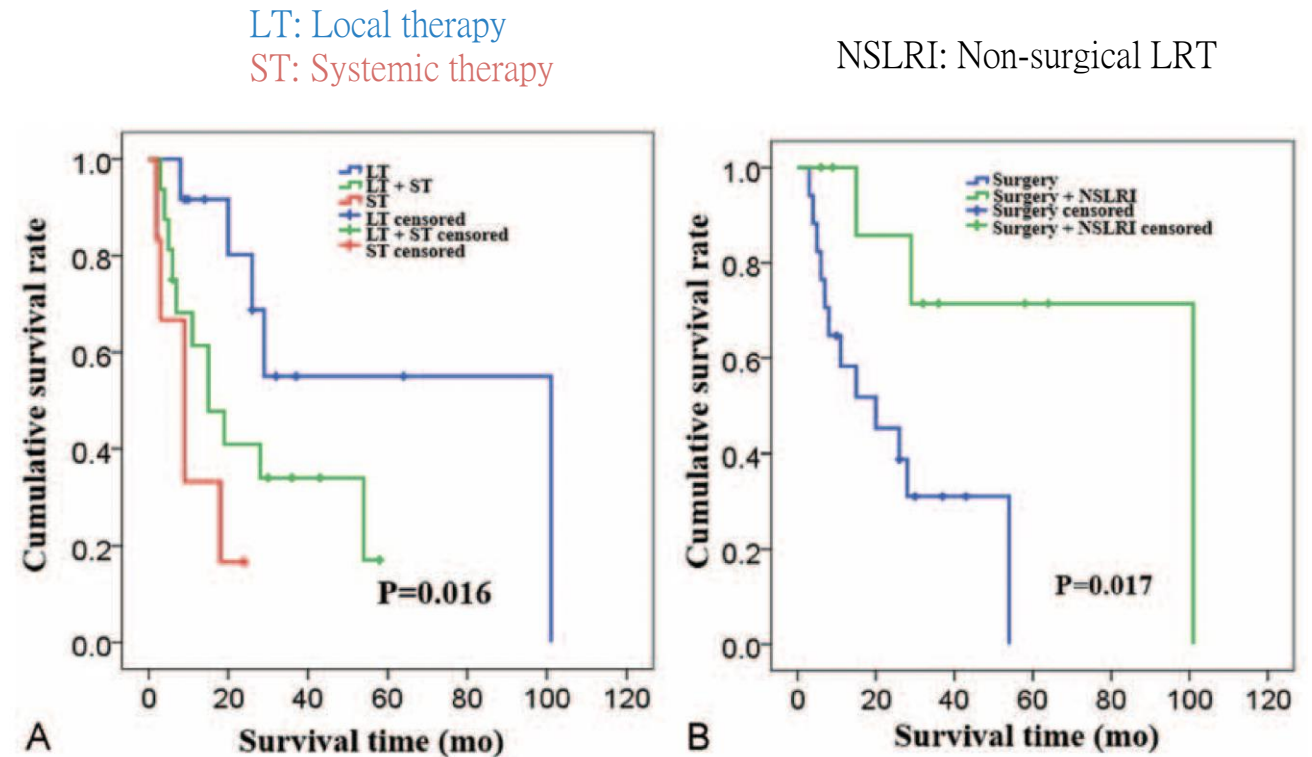 LT: Local therapy
ST: Systemic therapy
NSLRI: Non-surgical LRT
LT
LT + ST
ST
LT censored
LT + ST censored
ST censored
Cumulative survival rate
1.0
0.8
0.6
0.4
0.2
0.0
P=0.016
0 20 40 60 80 100 120
A
Survival time (mo)
Surgery
Surgery + NSLRI
Surgery censored
Surgery + NSLRI censored
Cumulative survival rate
1.0
0.8
0.6
0.4
0.2
0.0
P=0.017
0 20 40 60 80 100 120
B
Survival time (mo)